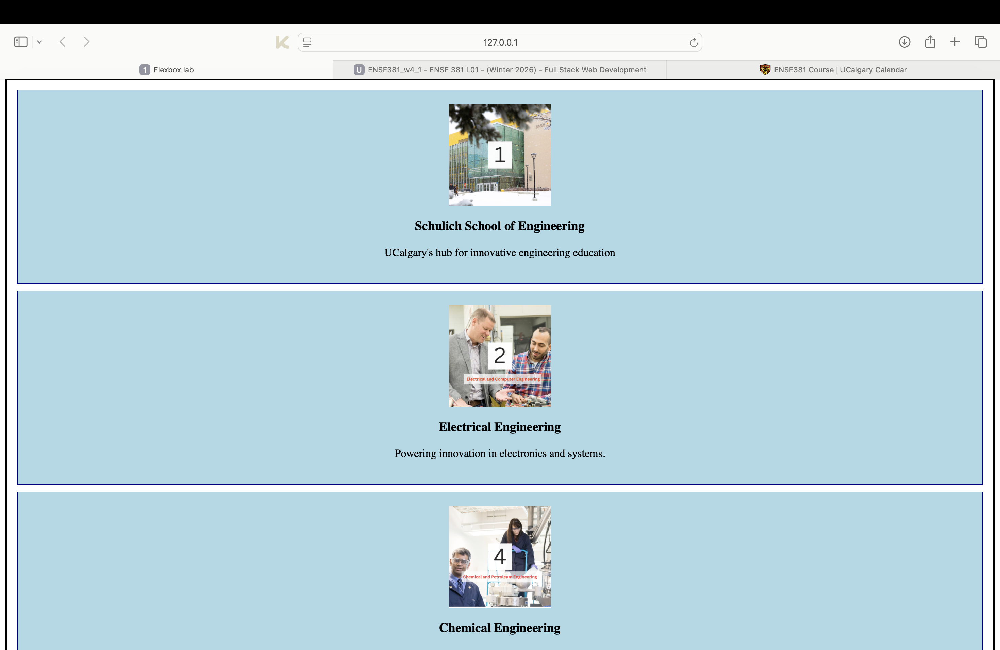 127.0.0.1
1 Flexbox lab
U ENSF381_w4_1 - ENSF 381 L01 - (Winter 2026) - Full Stack Web Development
ENSF381 Course | UCalgary Calendar
1
Schulich School of Engineering
UCalgary's hub for innovative engineering education
2
Electrical and Computer Engineering
Electrical Engineering
Powering innovation in electronics and systems.
4
Chemical and Petroleum Engineering
Chemical Engineering